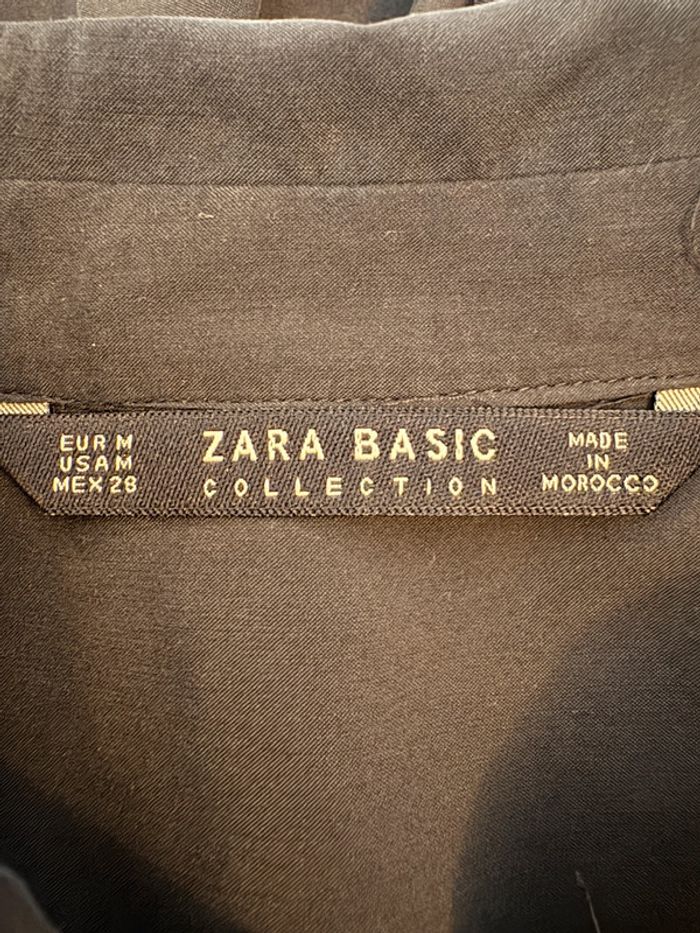 EUR M
USA M
MEX 28
ZARA BASIC
COLLECTION
MADE
IN
MOROCCO